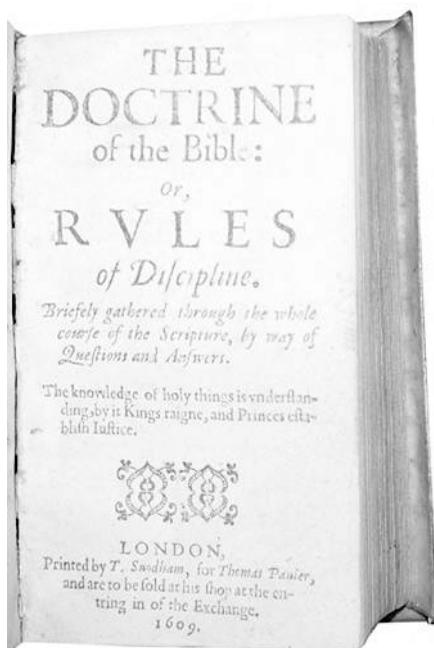 THE
DOCTRINE
of the Bible:
Or,
RVLES
of Diſcipline.
Briefely gathered through the whole
courſe of the Scripture, by way of
Queſtions and Anſwers.
The knowledge of holy things is vnderſtan-
ding, by it Kings raigne, and Princes eſta-
bliſh Iuſtice.
LONDON,
Printed by T. Snodham, for Thomas Pauier,
and are to be ſold at his ſhop at the en-
tring in of the Exchange.
1609.